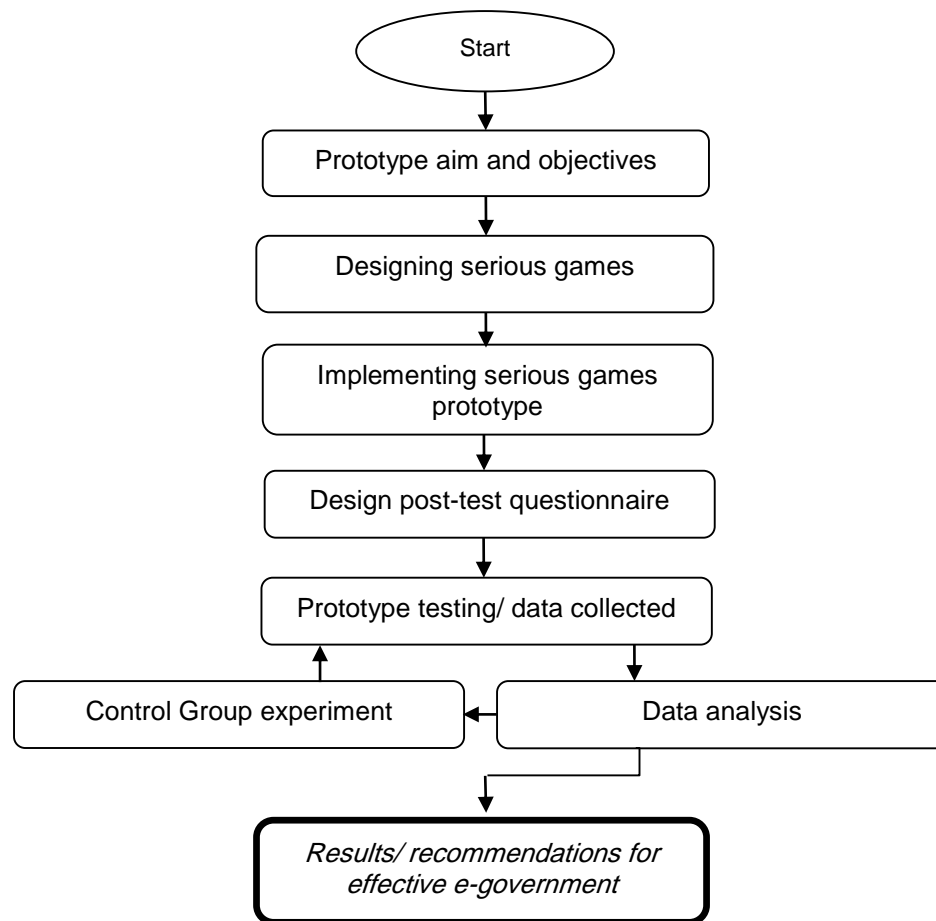 Start
Prototype aim and objectives
Designing serious games
Implementing serious games
prototype
Design post-test questionnaire
Prototype testing/ data collected
Control Group experiment
Data analysis
Results/ recommendations for
effective e-government